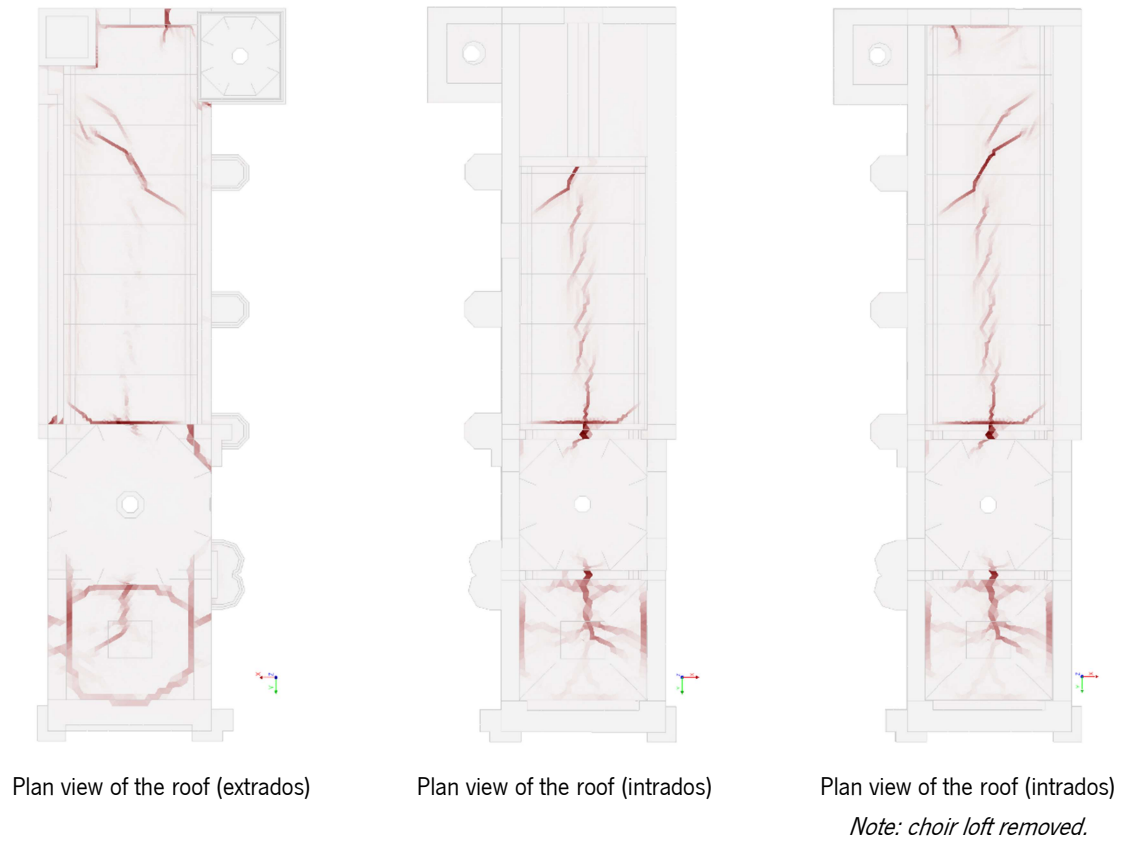 Plan view of the roof (extrados)
Plan view of the roof (intrados)
Plan view of the roof (intrados)
Note: choir loft removed.